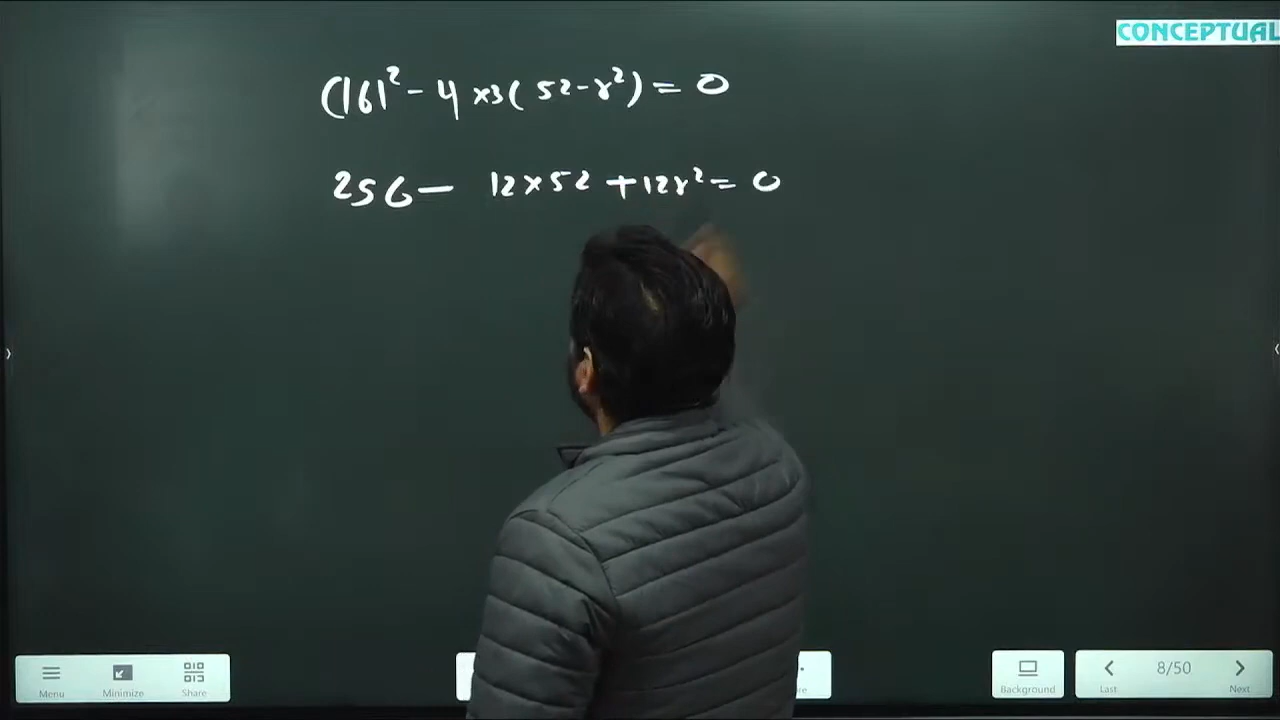 CONCEPTUAL
(16)² - 4 ×3( 52 - r²) = 0
256 - 12×52 + 12r² = 0
Menu
Minimize
Share
Background
Last
8/50
Next